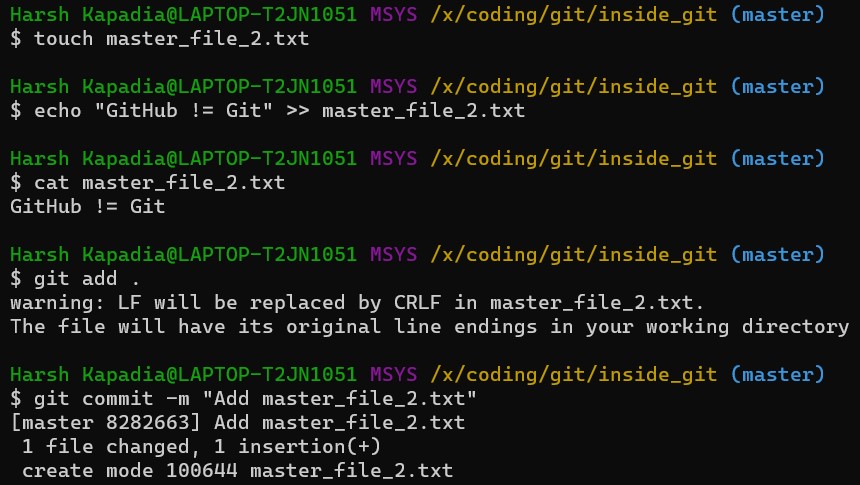 Harsh Kapadia@LAPTOP-T2JN1051 MSYS /x/coding/git/inside_git (master)
$ touch master_file_2.txt
Harsh Kapadia@LAPTOP-T2JN1051 MSYS /x/coding/git/inside_git (master)
$ echo "GitHub != Git" >> master_file_2.txt
Harsh Kapadia@LAPTOP-T2JN1051 MSYS /x/coding/git/inside_git (master)
$ cat master_file_2.txt
GitHub != Git
Harsh Kapadia@LAPTOP-T2JN1051 MSYS /x/coding/git/inside_git (master)
$ git add .
warning: LF will be replaced by CRLF in master_file_2.txt.
The file will have its original line endings in your working directory
Harsh Kapadia@LAPTOP-T2JN1051 MSYS /x/coding/git/inside_git (master)
$ git commit -m "Add master_file_2.txt"
[master 8282663] Add master_file_2.txt
 1 file changed, 1 insertion(+)
 create mode 100644 master_file_2.txt